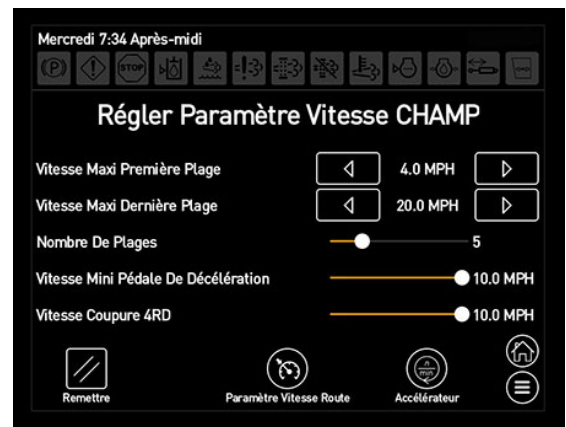 Mercredi 7:34 Après-midi
(P) STOP
Régler Paramètre Vitesse CHAMP
Vitesse Maxi Première Plage 4.0 MPH
Vitesse Maxi Dernière Plage 20.0 MPH
Nombre De Plages 5
Vitesse Mini Pédale De Décélération 10.0 MPH
Vitesse Coupure 4RD 10.0 MPH
n/min
Remettre Paramètre Vitesse Route Accélérateur